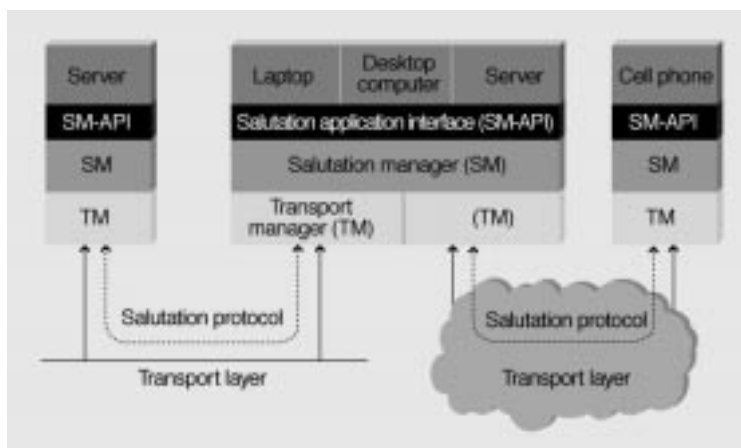 Server
SM-API
SM
TM
Laptop
Desktop
computer
Server
Salutation application interface (SM-API)
Salutation manager (SM)
Transport
manager (TM)
(TM)
Cell phone
SM-API
SM
TM
Salutation protocol
Transport layer
Salutation protocol
Transport layer